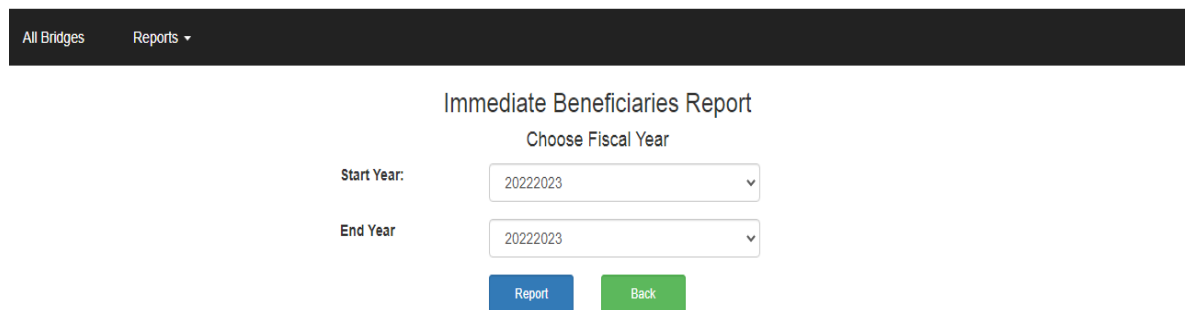 All Bridges Reports
Immediate Beneficiaries Report
Choose Fiscal Year
Start Year: 20222023
End Year 20222023
Report Back